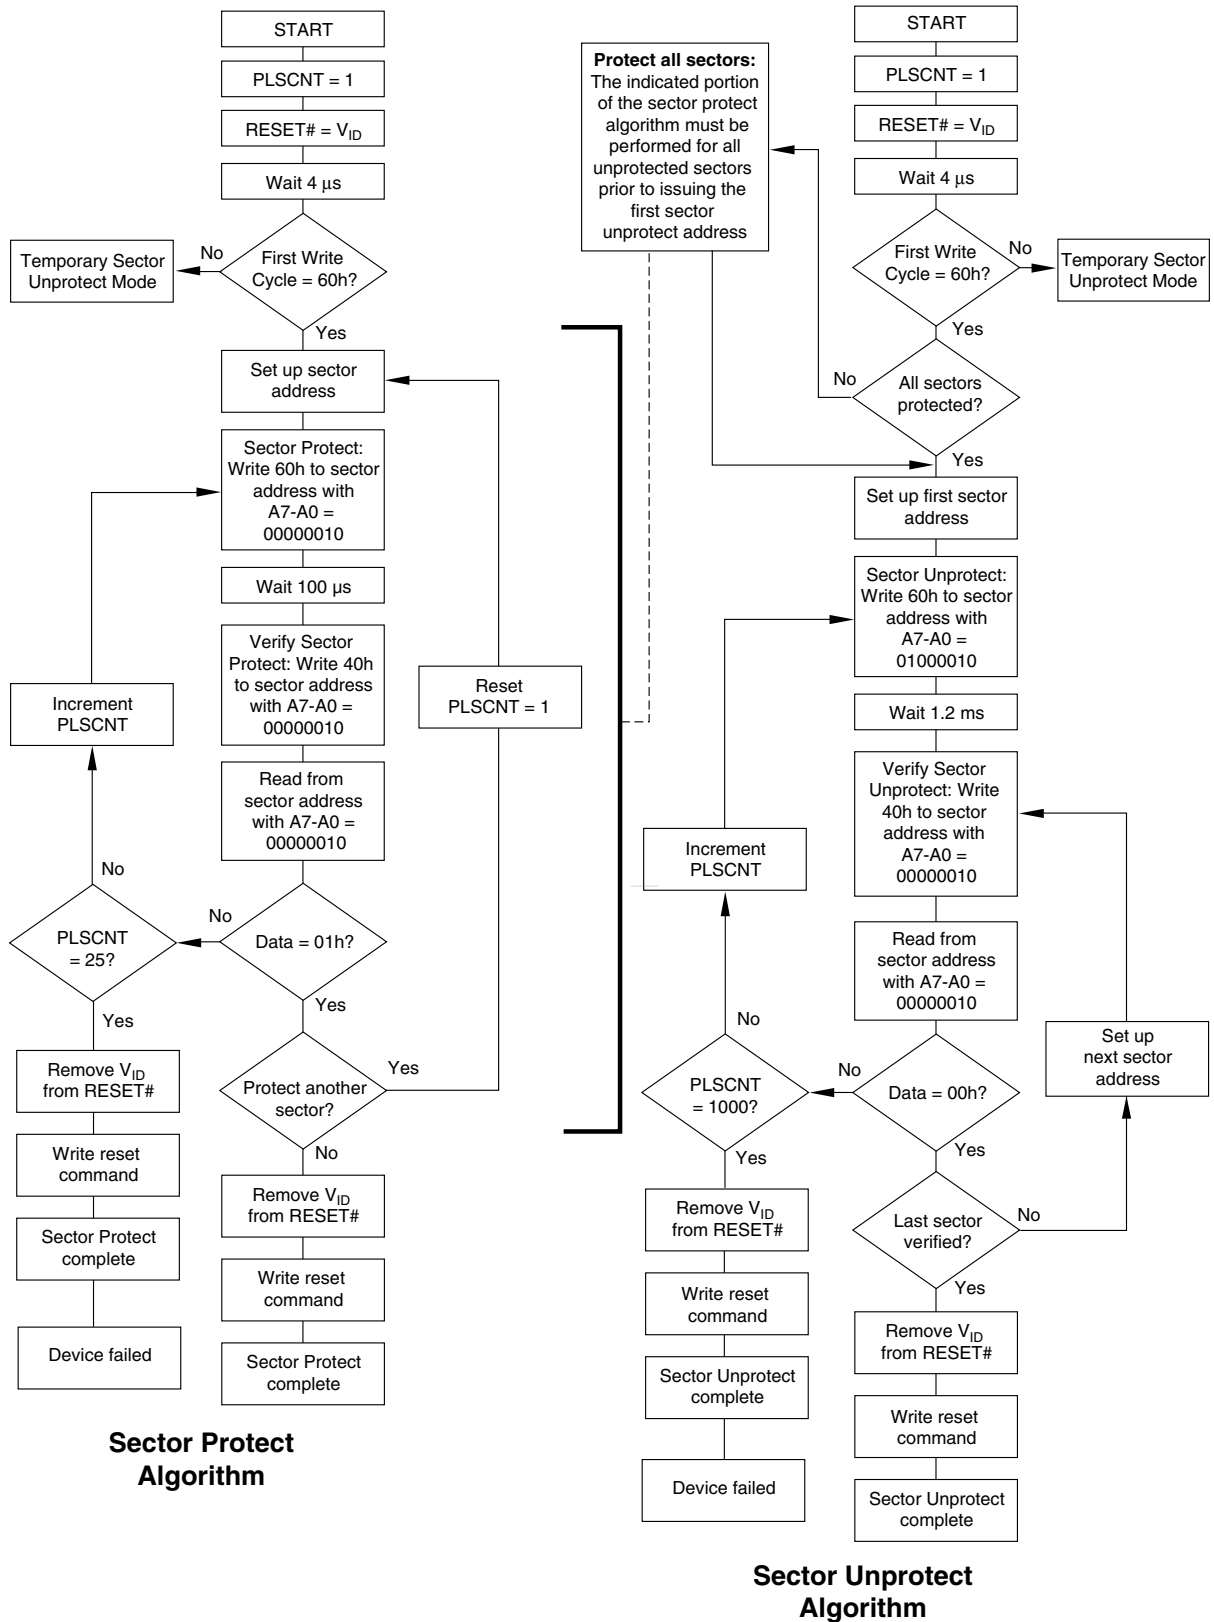 START
PLSCNT = 1
RESET# = VID
Wait 4 μs
First Write
Cycle = 60h?
No
Temporary Sector
Unprotect Mode
Yes
Set up sector
address
Sector Protect:
Write 60h to sector
address with
A7-A0 =
00000010
Wait 100 µs
Verify Sector
Protect: Write 40h
to sector address
with A7-A0 =
00000010
Read from
sector address
with A7-A0 =
00000010
Increment
PLSCNT
No
PLSCNT
= 25?
No
Data = 01h?
Yes
Yes
Remove VID
from RESET#
Write reset
command
Sector Protect
complete
Device failed
Protect another
sector?
Yes
Reset
PLSCNT = 1
No
Remove VID
from RESET#
Write reset
command
Sector Protect
complete
Sector Protect
Algorithm
Protect all sectors:
The indicated portion
of the sector protect
algorithm must be
performed for all
unprotected sectors
prior to issuing the
first sector
unprotect address
START
PLSCNT = 1
RESET# = VID
Wait 4 μs
First Write
Cycle = 60h?
No
Temporary Sector
Unprotect Mode
Yes
No
All sectors
protected?
Yes
Set up first sector
address
Sector Unprotect:
Write 60h to sector
address with
A7-A0 =
01000010
Wait 1.2 ms
Verify Sector
Unprotect: Write
40h to sector
address with
A7-A0 =
00000010
Increment
PLSCNT
Read from
sector address
with A7-A0 =
00000010
No
Set up
next sector
address
PLSCNT
= 1000?
No
Data = 00h?
Yes
Yes
Remove VID
from RESET#
Write reset
command
Sector Unprotect
complete
Device failed
Last sector
verified?
No
Yes
Remove VID
from RESET#
Write reset
command
Sector Unprotect
complete
Sector Unprotect
Algorithm